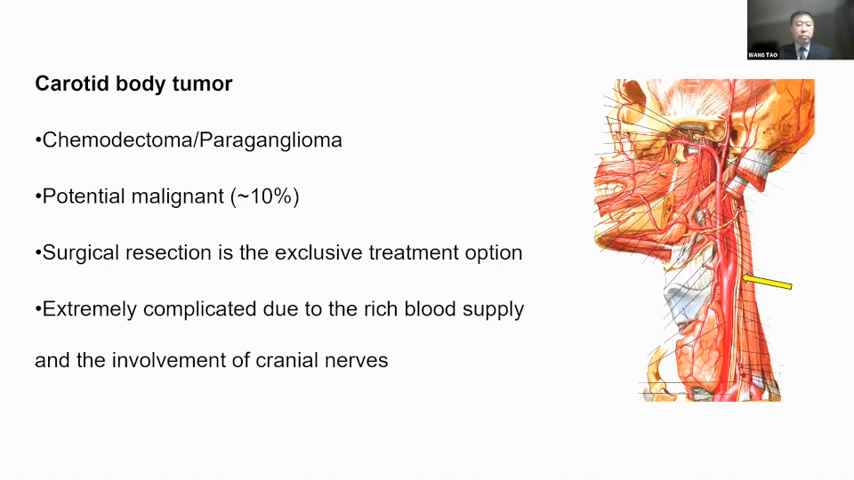 WANG TAO
Carotid body tumor
•Chemodectoma/Paraganglioma
•Potential malignant (~10%)
•Surgical resection is the exclusive treatment option
•Extremely complicated due to the rich blood supply
and the involvement of cranial nerves